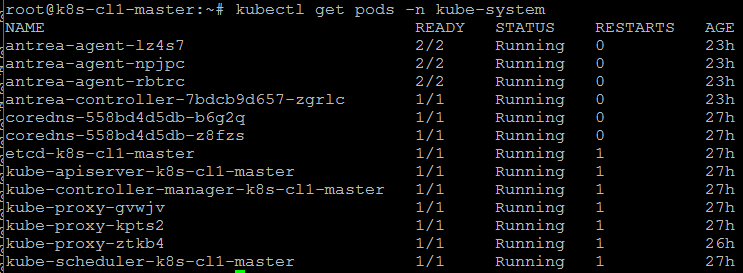 root@k8s-cl1-master:~# kubectl get pods -n kube-system
NAME READY STATUS RESTARTS AGE
antrea-agent-lz4s7 2/2 Running 0 23h
antrea-agent-npjpc 2/2 Running 0 23h
antrea-agent-rbtrc 2/2 Running 0 23h
antrea-controller-7bdcb9d657-zgrlc 1/1 Running 0 23h
coredns-558bd4d5db-b6g2q 1/1 Running 0 27h
coredns-558bd4d5db-z8fzs 1/1 Running 0 27h
etcd-k8s-cl1-master 1/1 Running 1 27h
kube-apiserver-k8s-cl1-master 1/1 Running 1 27h
kube-controller-manager-k8s-cl1-master 1/1 Running 1 27h
kube-proxy-gvwjv 1/1 Running 1 27h
kube-proxy-kpts2 1/1 Running 1 27h
kube-proxy-ztkb4 1/1 Running 1 26h
kube-scheduler-k8s-cl1-master 1/1 Running 1 27h